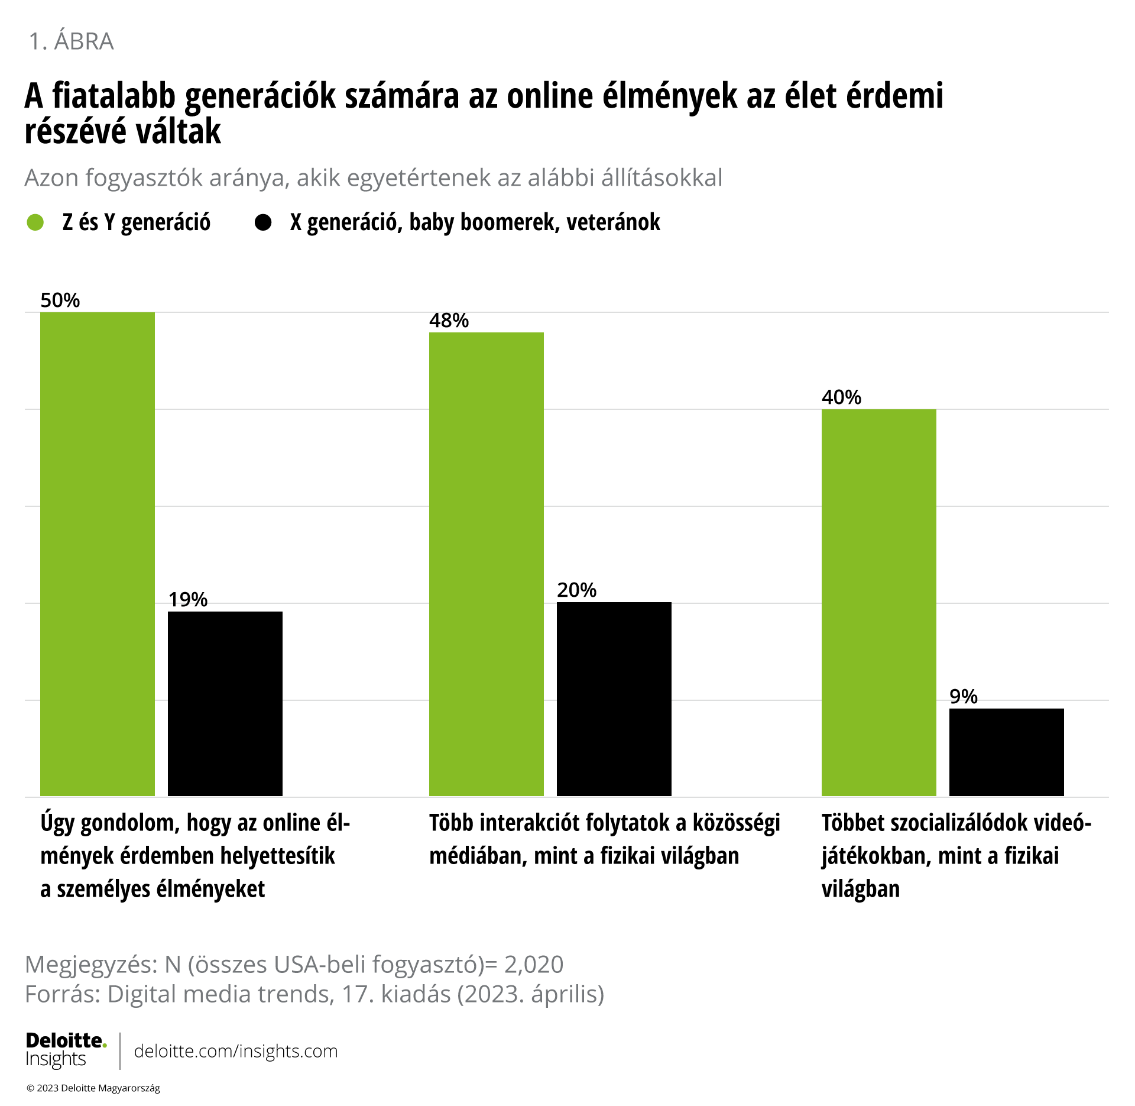 1. ÁBRA
A fiatalabb generációk számára az online élmények az élet érdemi
részévé váltak
Azon fogyasztók aránya, akik egyetértenek az alábbi állításokkal
Z és Y generáció
X generáció, baby boomerek, veteránok
50%
19%
48%
20%
40%
9%
Úgy gondolom, hogy az online él-
mények érdemben helyettesítik
a személyes élményeket
Több interakciót folytatok a közösségi
médiában, mint a fizikai világban
Többet szocializálódok videó-
játékokban, mint a fizikai
világban
Megjegyzés: N (összes USA-beli fogyasztó)= 2,020
Forrás: Digital media trends, 17. kiadás (2023. április)
Deloitte.
Insights
deloitte.com/insights.com
© 2023 Deloitte Magyarország